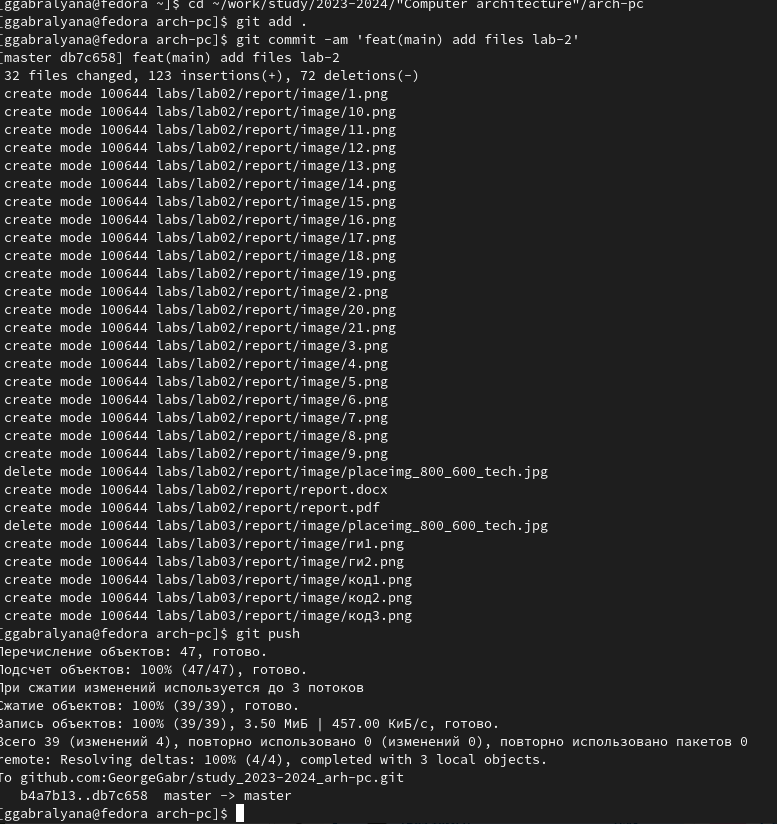 [ggabralyana@fedora ~]$ cd ~/work/study/2023-2024/"Computer architecture"/arch-pc
[ggabralyana@fedora arch-pc]$ git add .
[ggabralyana@fedora arch-pc]$ git commit -am 'feat(main) add files lab-2'
[master db7c658] feat(main) add files lab-2
32 files changed, 123 insertions(+), 72 deletions(-)
create mode 100644 labs/lab02/report/image/1.png
create mode 100644 labs/lab02/report/image/10.png
create mode 100644 labs/lab02/report/image/11.png
create mode 100644 labs/lab02/report/image/12.png
create mode 100644 labs/lab02/report/image/13.png
create mode 100644 labs/lab02/report/image/14.png
create mode 100644 labs/lab02/report/image/15.png
create mode 100644 labs/lab02/report/image/16.png
create mode 100644 labs/lab02/report/image/17.png
create mode 100644 labs/lab02/report/image/18.png
create mode 100644 labs/lab02/report/image/19.png
create mode 100644 labs/lab02/report/image/2.png
create mode 100644 labs/lab02/report/image/20.png
create mode 100644 labs/lab02/report/image/21.png
create mode 100644 labs/lab02/report/image/3.png
create mode 100644 labs/lab02/report/image/4.png
create mode 100644 labs/lab02/report/image/5.png
create mode 100644 labs/lab02/report/image/6.png
create mode 100644 labs/lab02/report/image/7.png
create mode 100644 labs/lab02/report/image/8.png
create mode 100644 labs/lab02/report/image/9.png
delete mode 100644 labs/lab02/report/image/placeimg_800_600_tech.jpg
create mode 100644 labs/lab02/report/report.docx
create mode 100644 labs/lab02/report/report.pdf
delete mode 100644 labs/lab03/report/image/placeimg_800_600_tech.jpg
create mode 100644 labs/lab03/report/image/ги1.png
create mode 100644 labs/lab03/report/image/ги2.png
create mode 100644 labs/lab03/report/image/код1.png
create mode 100644 labs/lab03/report/image/код2.png
create mode 100644 labs/lab03/report/image/код3.png
[ggabralyana@fedora arch-pc]$ git push
Перечисление объектов: 47, готово.
Подсчет объектов: 100% (47/47), готово.
При сжатии изменений используется до 3 потоков
Сжатие объектов: 100% (39/39), готово.
Запись объектов: 100% (39/39), 3.50 МиБ | 457.00 КиБ/с, готово.
Всего 39 (изменений 4), повторно использовано 0 (изменений 0), повторно использовано пакетов 0
remote: Resolving deltas: 100% (4/4), completed with 3 local objects.
To github.com:GeorgeGabr/study_2023-2024_arh-pc.git
b4a7b13..db7c658  master -> master
[ggabralyana@fedora arch-pc]$